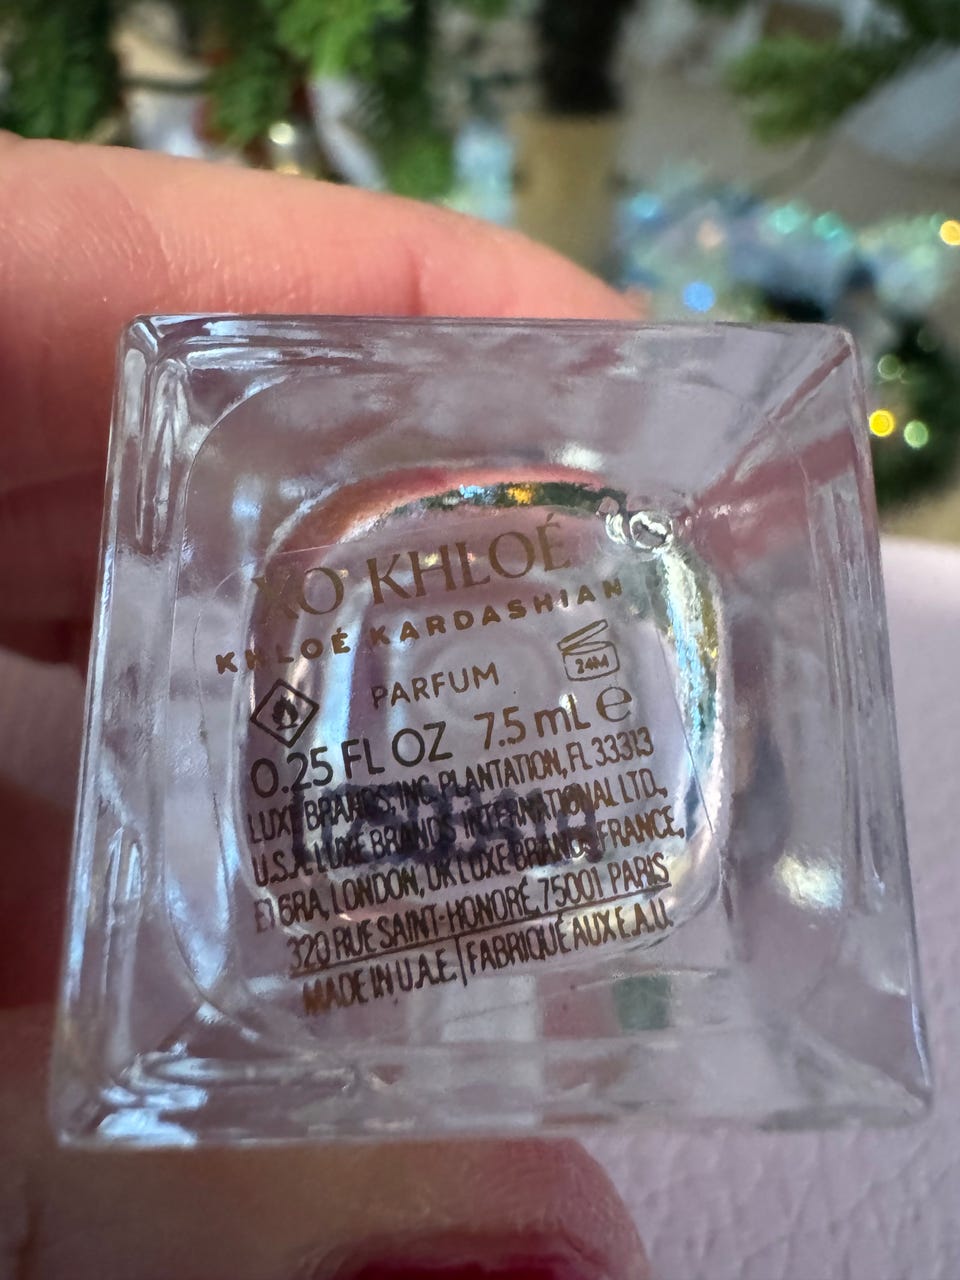 XO KHLOÉ
KHLOÉ KARDASHIAN
24M
PARFUM
0.25 FL OZ 7.5 mL e
LUXE BRANDS, INC. PLANTATION, FL 33313
U.S.A. LUXE BRANDS INTERNATIONAL LTD.,
E1 6RA, LONDON, UK LUXE BRANDS FRANCE,
320 RUE SAINT-HONORÉ, 75001 PARIS
MADE IN U.A.E. | FABRIQUÉ AUX E.A.U.